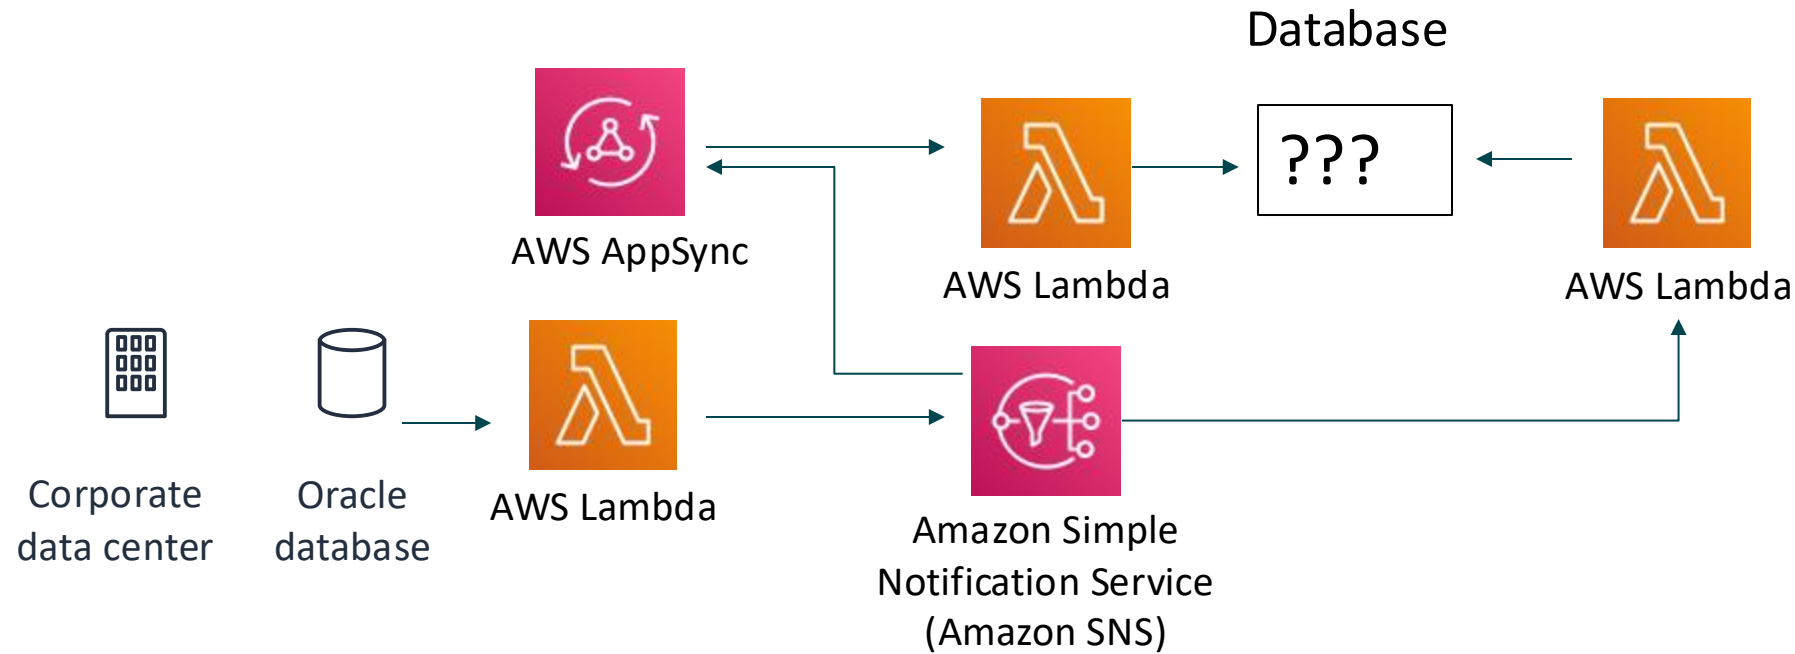 Database
???
AWS AppSync
AWS Lambda
AWS Lambda
Corporate
data center
Oracle
database
AWS Lambda
Amazon Simple
Notification Service
(Amazon SNS)